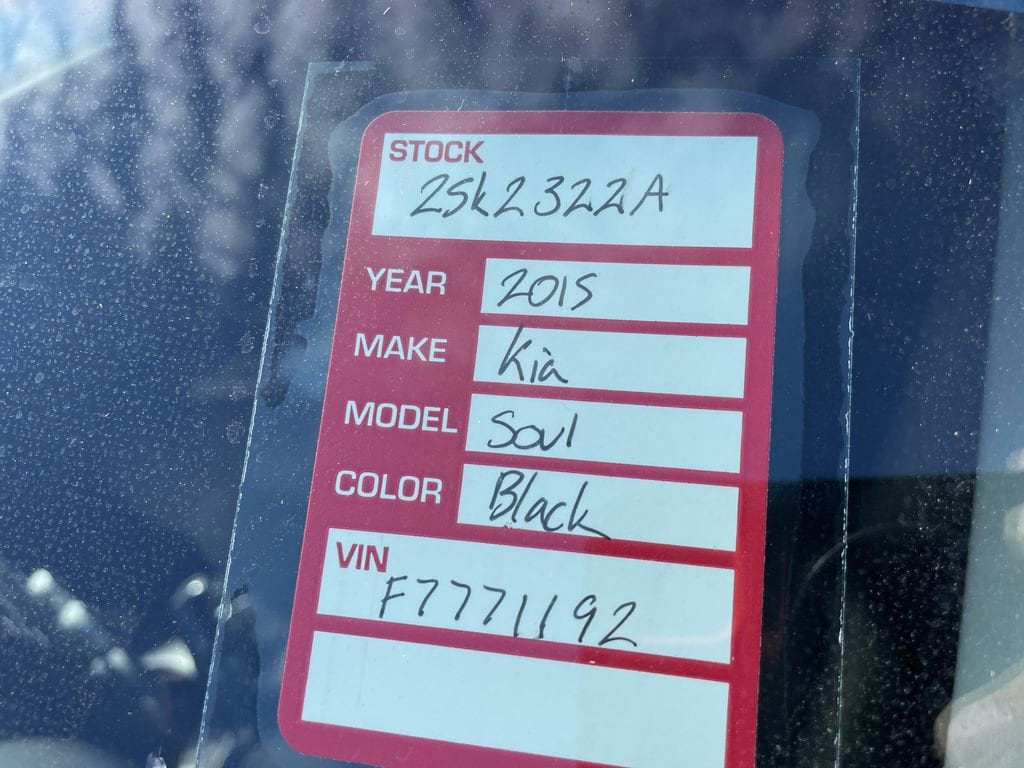 STOCK
25k2322A
YEAR 2015
MAKE Kia
MODEL Soul
COLOR Black
VIN
F7771192